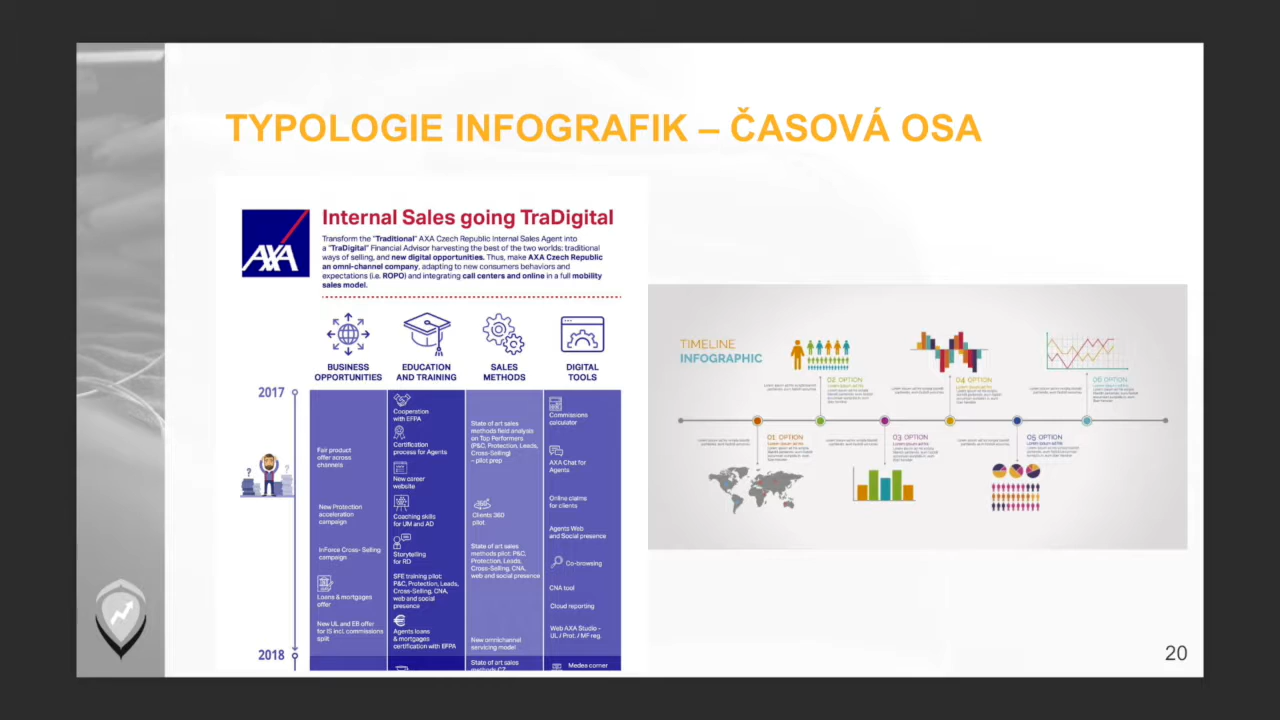 TYPOLOGIE INFOGRAFIK – ČASOVÁ OSA
AXA
Internal Sales going TraDigital
Transform the "Traditional" AXA Czech Republic Internal Sales Agent into
a "TraDigital" Financial Advisor harvesting the best of the two worlds: traditional
ways of selling, and new digital opportunities. Thus, make AXA Czech Republic
an omni-channel company, adapting to new consumers behaviors and
expectations (i.e. ROPO) and integrating call centers and online in a full mobility
sales model.
BUSINESS
OPPORTUNITIES
EDUCATION
AND TRAINING
SALES
METHODS
DIGITAL
TOOLS
2017
Fair product
offer across
channels
New Protection
acceleration
campaign
InForce Cross- Selling
campaign
Loans & mortgages
offer
New UL and EB offer
for IS incl. commissions
split
2018
Cooperation
with EFPA
Certification
process for Agents
New career
website
Coaching skills
for UM and AD
Storytelling
for RD
SFE training pilot:
P&C, Protection, Leads,
Cross-Selling, CNA,
web and social
presence
Agents loans
& mortgages
certification with EFPA
State of art sales
methods field analysis
on Top Performers
(P&C, Protection, Leads,
Cross-Selling)
– pilot prep
Clients 360
pilot
State of art sales
methods pilot: P&C,
Protection, Leads,
Cross-Selling, CNA,
web and social presence
New omnichannel
servicing model
State of art sales
methods CZ
Commissions
calculator
AXA Chat for
Agents
Online claims
for clients
Agents Web
and Social presence
Co-browsing
CNA tool
Cloud reporting
Web AXA Studio –
UL / Prot. / MF reg.
Medea corner
TIMELINE
INFOGRAPHIC
02 OPTION
04 OPTION
06 OPTION
01 OPTION
03 OPTION
05 OPTION
20